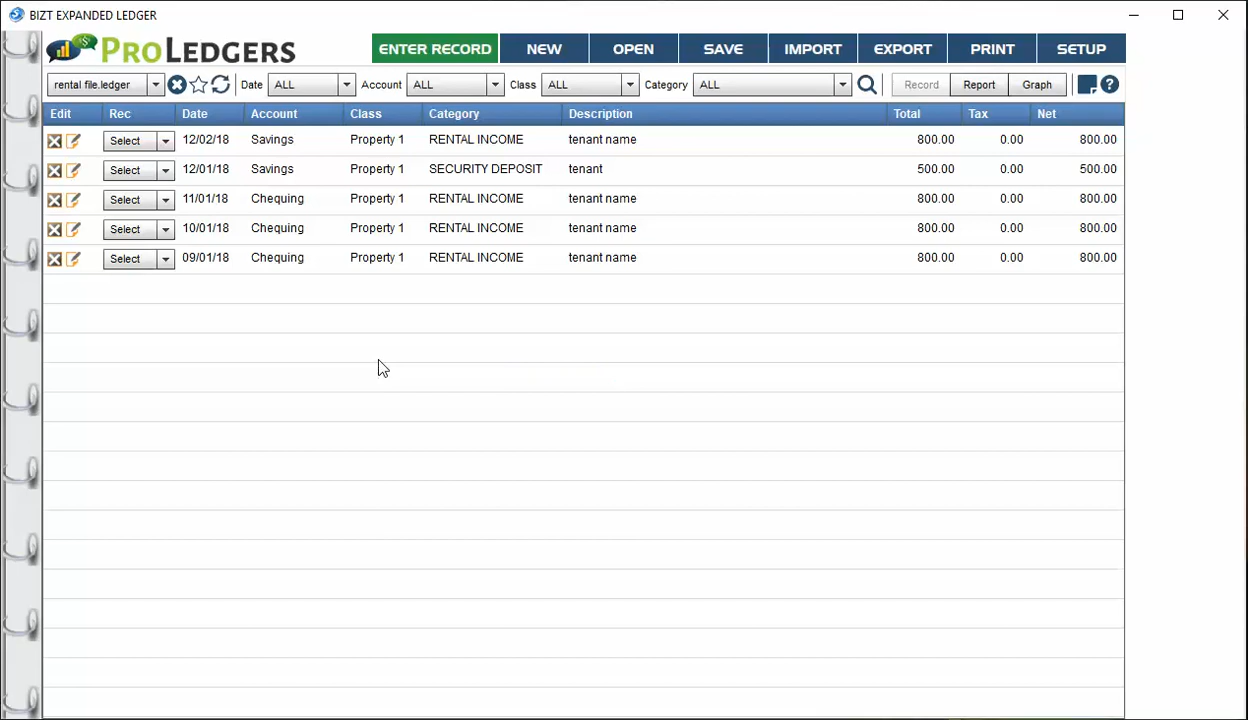 BIZT EXPANDED LEDGER
PROLEDGERS ENTER RECORD NEW OPEN SAVE IMPORT EXPORT PRINT SETUP
rental file.ledger Date ALL Account ALL Class ALL Category ALL Record Report Graph ?
Edit Rec Date Account Class Category Description Total Tax Net
Select 12/02/18 Savings Property 1 RENTAL INCOME tenant name 800.00 0.00 800.00
Select 12/01/18 Savings Property 1 SECURITY DEPOSIT tenant 500.00 0.00 500.00
Select 11/01/18 Chequing Property 1 RENTAL INCOME tenant name 800.00 0.00 800.00
Select 10/01/18 Chequing Property 1 RENTAL INCOME tenant name 800.00 0.00 800.00
Select 09/01/18 Chequing Property 1 RENTAL INCOME tenant name 800.00 0.00 800.00